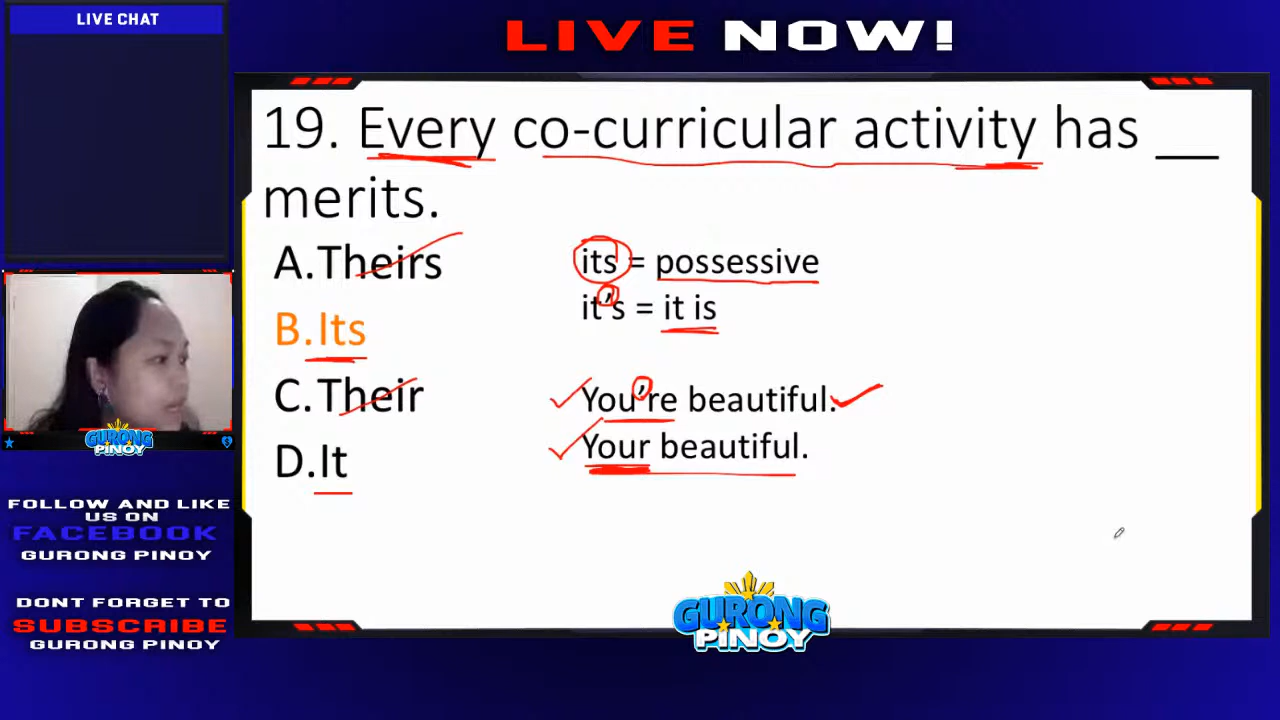 LIVE CHAT
LIVE NOW!
19. Every co-curricular activity has ___
merits.
A.Theirs
B.Its
C.Their
D.It
its = possessive
it's = it is
You're beautiful.
Your beautiful.
GURONG
PINOY
FOLLOW AND LIKE
US ON
FACEBOOK
GURONG PINOY
DONT FORGET TO
SUBSCRIBE
GURONG PINOY
GURONG
PINOY